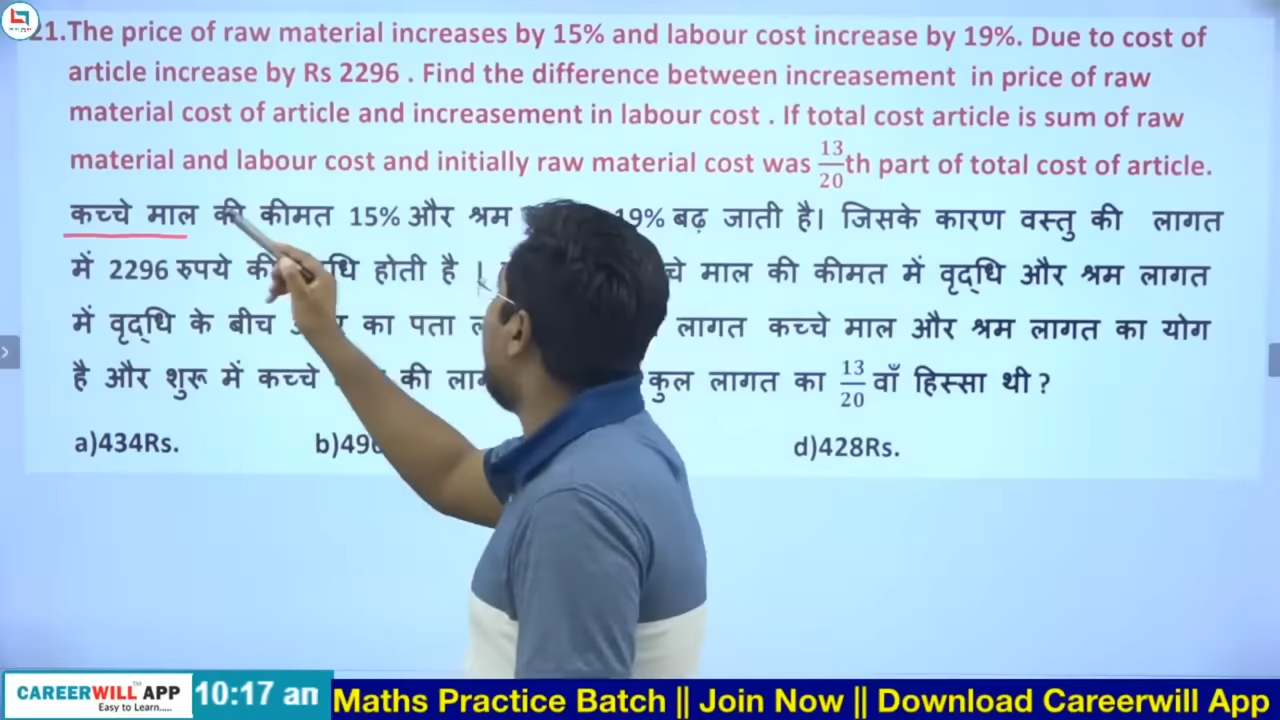 21.The price of raw material increases by 15% and labour cost increase by 19%. Due to cost of
article increase by Rs 2296 . Find the difference between increasement in price of raw
material cost of article and increasement in labour cost . If total cost article is sum of raw
material and labour cost and initially raw material cost was 13/20th part of total cost of article.
कच्चे माल की कीमत 15% और श्रम 19% बढ़ जाती है। जिसके कारण वस्तु की लागत
में 2296 रुपये की होती है । माल की कीमत में वृद्धि और श्रम लागत
में वृद्धि के बीच का पता लागत कच्चे माल और श्रम लागत का योग
है और शुरू में कच्चे की कुल लागत का 13/20 वाँ हिस्सा थी ?
a)434Rs. b) d)428Rs.
CAREERWILL APP
Easy to Learn.....
10:17 an
Maths Practice Batch || Join Now || Download Careerwill App